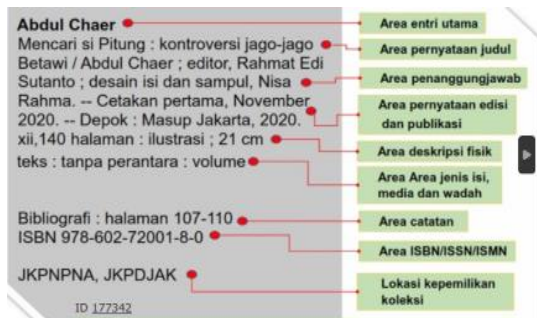 Abdul Chaer
Mencari si Pitung : kontroversi jago-jago
Betawi / Abdul Chaer ; editor, Rahmat Edi
Sutanto ; desain isi dan sampul, Nisa
Rahma. -- Cetakan pertama, November
2020. -- Depok : Masup Jakarta, 2020.
xii,140 halaman : ilustrasi ; 21 cm
teks : tanpa perantara : volume
Bibliografi : halaman 107-110
ISBN 978-602-72001-8-0
JKPNPNA, JKPDJAK
ID 177342
Area entri utama
Area pernyataan judul
Area penanggungjawab
Area pernyataan edisi
dan publikasi
Area deskripsi fisik
Area Area jenis isi,
media dan wadah
Area catatan
Area ISBN/ISSN/ISMN
Lokasi kepemilikan
koleksi